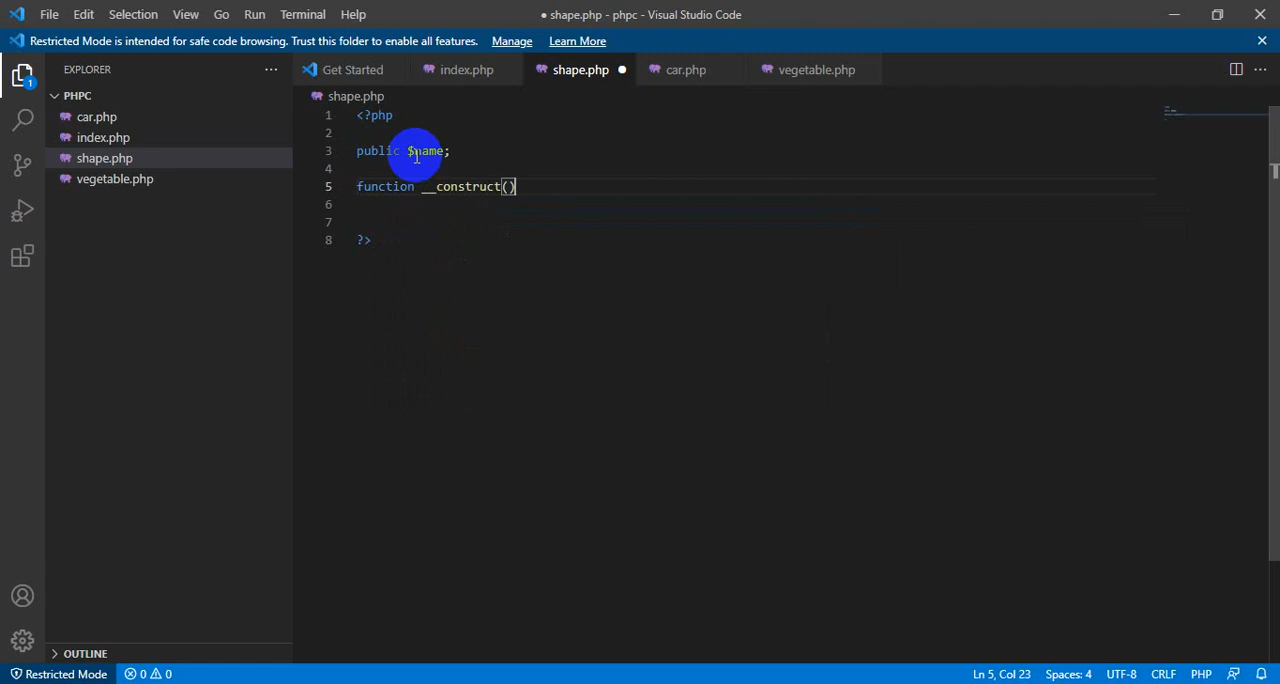 File Edit Selection View Go Run Terminal Help ● shape.php - phpc - Visual Studio Code
Restricted Mode is intended for safe code browsing. Trust this folder to enable all features. Manage Learn More
EXPLORER ... Get Started index.php shape.php ● car.php vegetable.php ...
PHPC
car.php
index.php
shape.php
vegetable.php
1
shape.php
1 <?php
2
3 public $name;
4
5 function __construct()
6
7
8 ?>
OUTLINE
Restricted Mode 0 0 Ln 5, Col 23 Spaces: 4 UTF-8 CRLF PHP